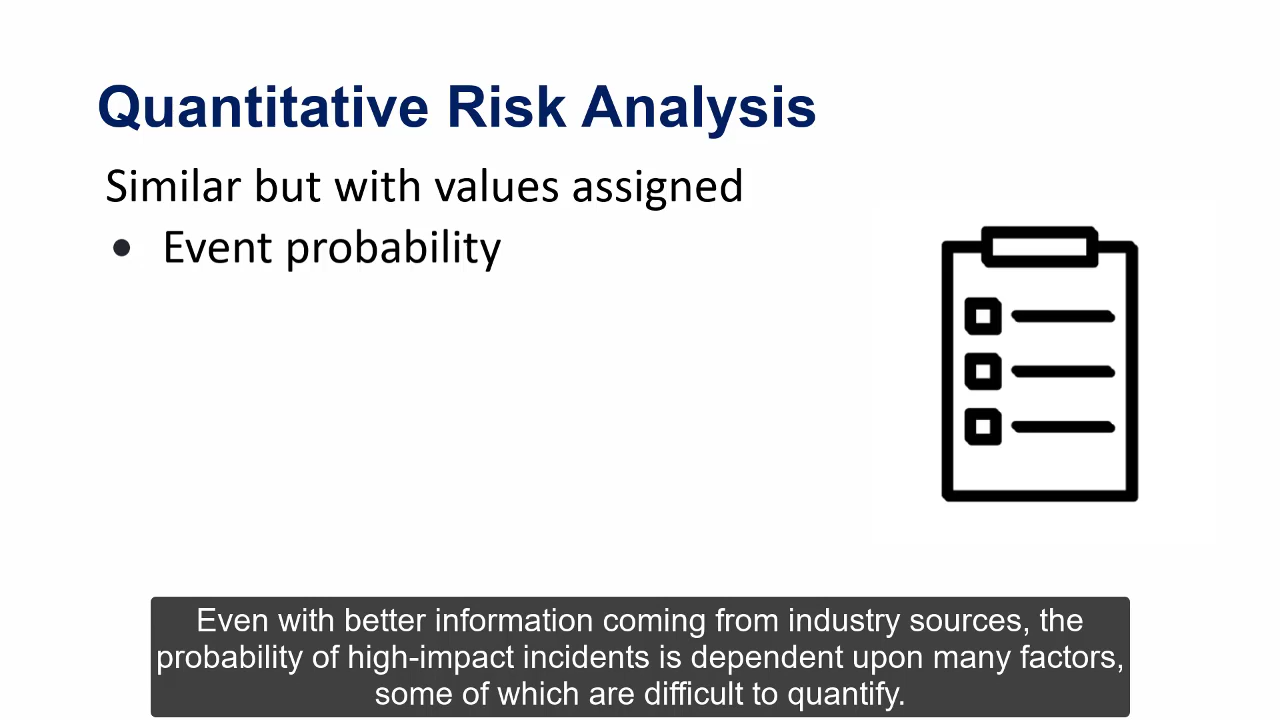 Quantitative Risk Analysis
Similar but with values assigned
• Event probability
Even with better information coming from industry sources, the
probability of high-impact incidents is dependent upon many factors,
some of which are difficult to quantify.